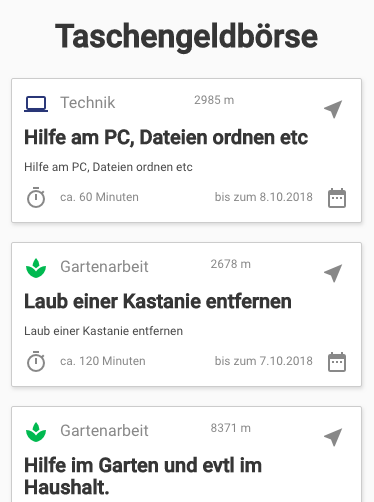 Taschengeldbörse
Technik 2985 m
Hilfe am PC, Dateien ordnen etc
Hilfe am PC, Dateien ordnen etc
ca. 60 Minuten bis zum 8.10.2018
Gartenarbeit 2678 m
Laub einer Kastanie entfernen
Laub einer Kastanie entfernen
ca. 120 Minuten bis zum 7.10.2018
Gartenarbeit 8371 m
Hilfe im Garten und evtl im
Haushalt.